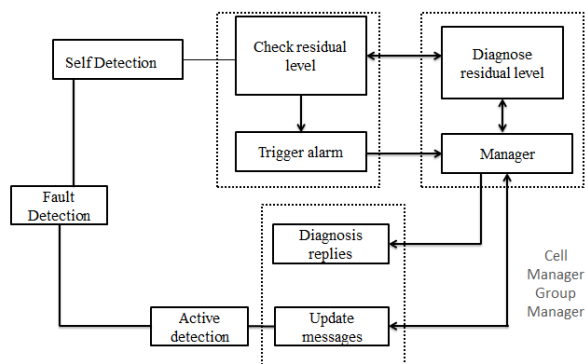 Self Detection
Check residual
level
Diagnose
residual level
Trigger alarm
Manager
Fault
Detection
Diagnosis
replies
Cell
Manager
Group
Manager
Active
detection
Update
messages